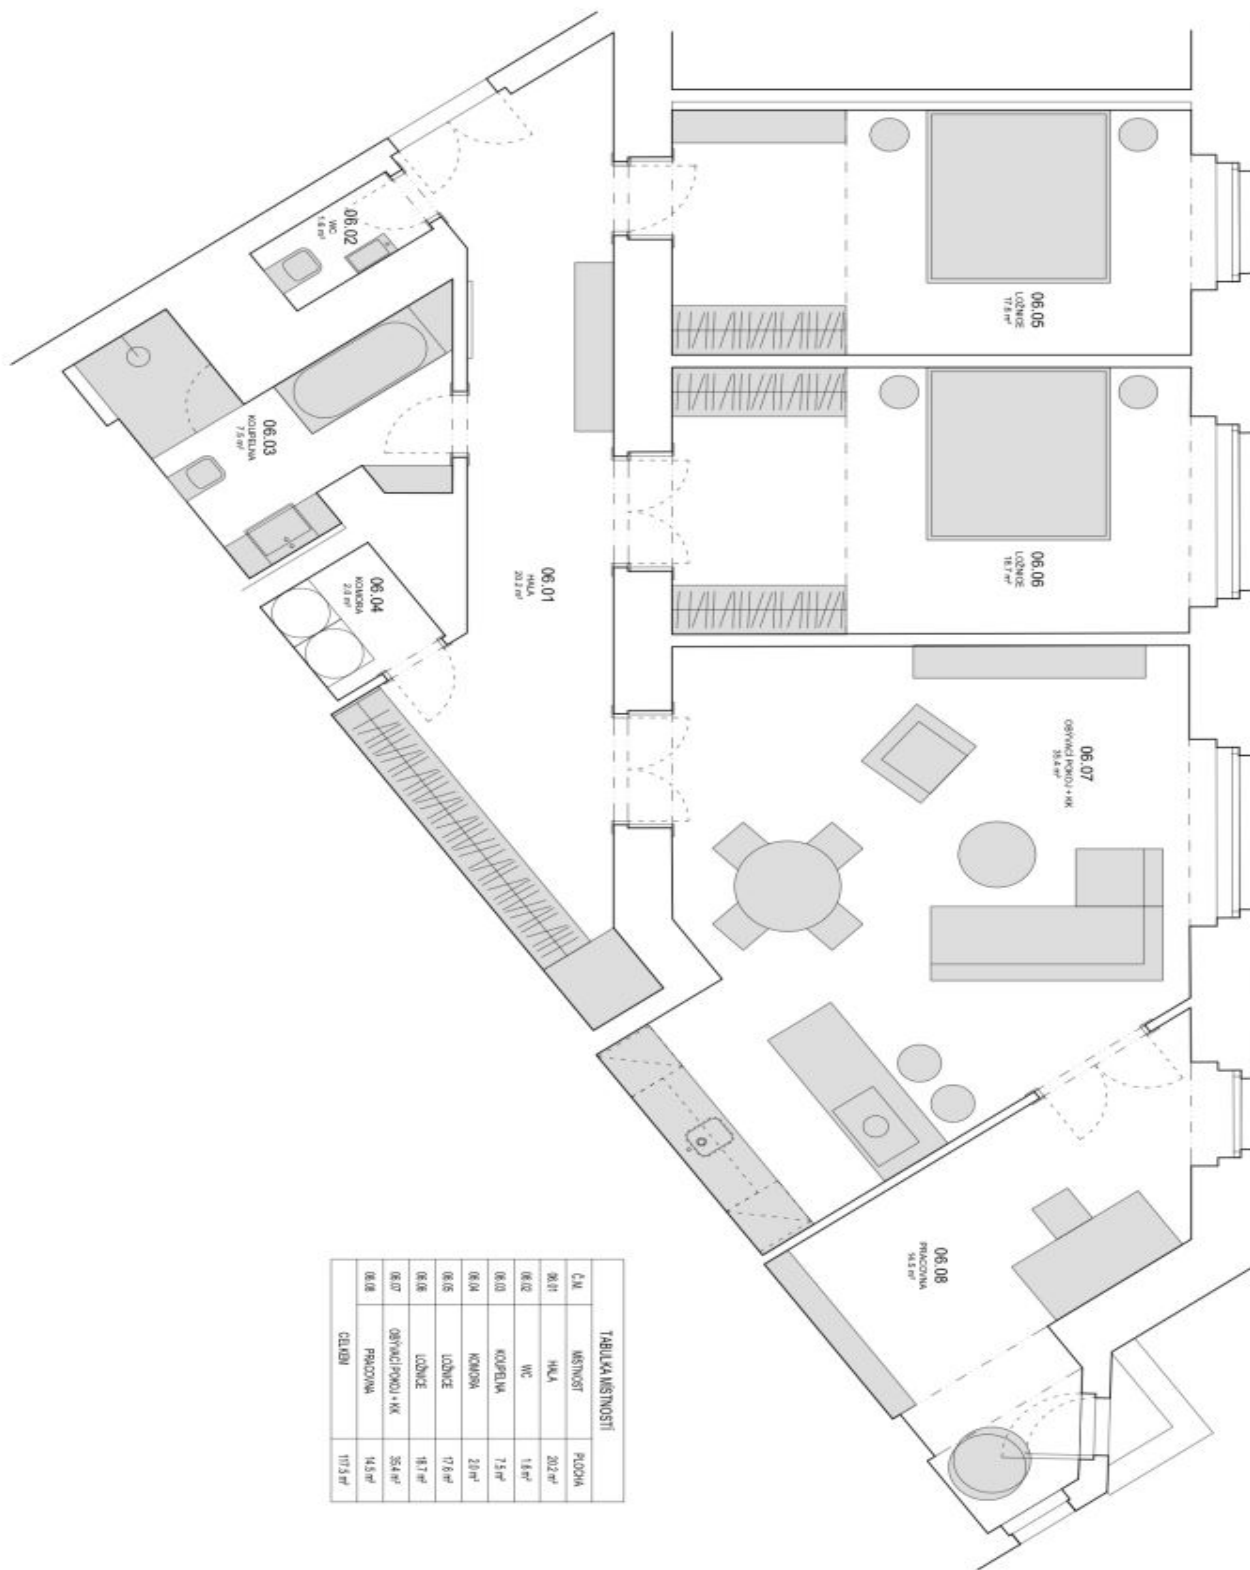 06.01
HALA
20.2 m²
06.02
WC
1.6 m²
06.03
KOUPELNA
7.5 m²
06.04
KOMORA
2.0 m²
06.05
LOŽNICE
17.6 m²
06.06
LOŽNICE
18.7 m²
06.07
OBÝVACÍ POKOJ + KK
35.4 m²
06.08
PRACOVNA
14.5 m²
TABULKA MÍSTNOSTÍ
Č.M. MÍSTNOST PLOCHA
06.01 HALA 20.2 m²
06.02 WC 1.6 m²
06.03 KOUPELNA 7.5 m²
06.04 KOMORA 2.0 m²
06.05 LOŽNICE 17.6 m²
06.06 LOŽNICE 18.7 m²
06.07 OBÝVACÍ POKOJ + KK 35.4 m²
06.08 PRACOVNA 14.5 m²
CELKEM 117.5 m²